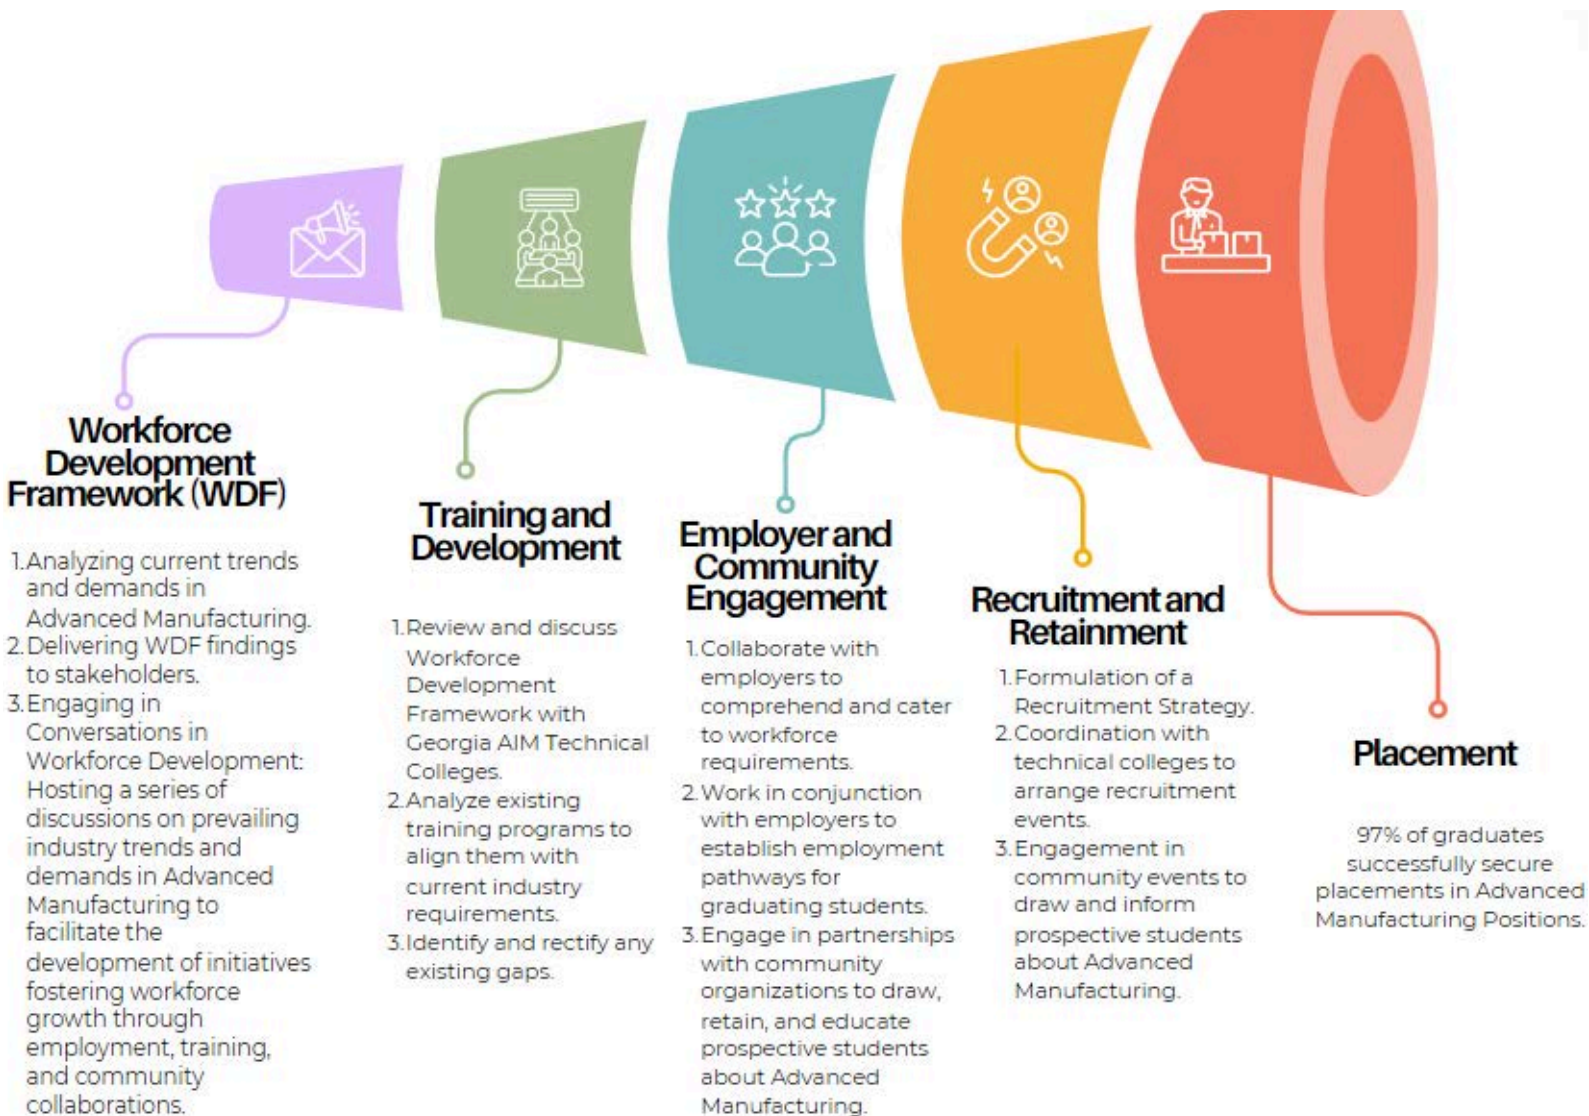 Workforce
Development
Framework (WDF)
1.Analyzing current trends
and demands in
Advanced Manufacturing.
2.Delivering WDF findings
to stakeholders.
3.Engaging in
Conversations in
Workforce Development:
Hosting a series of
discussions on prevailing
industry trends and
demands in Advanced
Manufacturing to
facilitate the
development of initiatives
fostering workforce
growth through
employment, training,
and community
collaborations.
Training and
Development
1.Review and discuss
Workforce
Development
Framework with
Georgia AIM Technical
Colleges.
2.Analyze existing
training programs to
align them with
current industry
requirements.
3.Identify and rectify any
existing gaps.
Employer and
Community
Engagement
1.Collaborate with
employers to
comprehend and cater
to workforce
requirements.
2.Work in conjunction
with employers to
establish employment
pathways for
graduating students.
3.Engage in partnerships
with community
organizations to draw,
retain, and educate
prospective students
about Advanced
Manufacturing.
Recruitment and
Retainment
1.Formulation of a
Recruitment Strategy.
2.Coordination with
technical colleges to
arrange recruitment
events.
3.Engagement in
community events to
draw and inform
prospective students
about Advanced
Manufacturing.
Placement
97% of graduates
successfully secure
placements in Advanced
Manufacturing Positions.